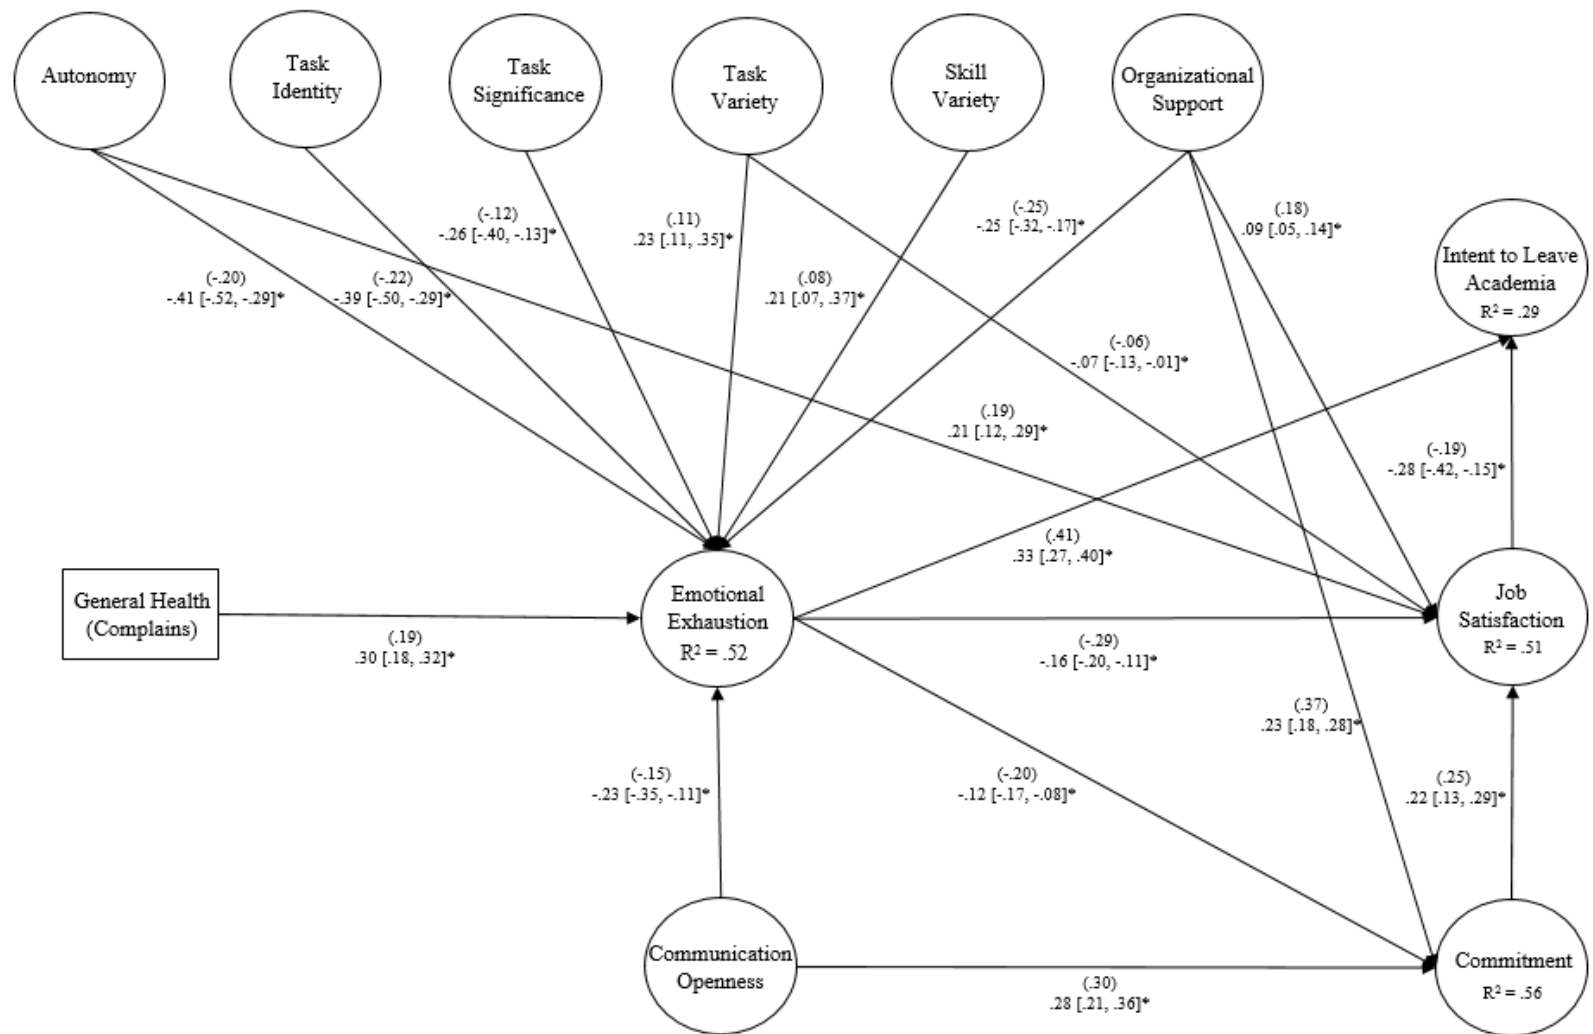 Autonomy
Task
Identity
Task
Significance
Task
Variety
Skill
Variety
Organizational
Support
(-.12)
-.26 [-.40, -.13]*
(.11)
.23 [.11, .35]*
(-.25)
-.25 [-.32, -.17]*
(.18)
.09 [.05, .14]*
Intent to Leave
Academia
R² = .29
(-.20)
-.41 [-.52, -.29]*
(-.22)
-.39 [-.50, -.29]*
(.08)
.21 [.07, .37]*
(-.06)
-.07 [-.13, -.01]*
(.19)
.21 [.12, .29]*
(-.19)
-.28 [-.42, -.15]*
(.41)
.33 [.27, .40]*
General Health
(Complains)
(.19)
.30 [.18, .32]*
Emotional
Exhaustion
R² = .52
(-.29)
-.16 [-.20, -.11]*
Job
Satisfaction
R² = .51
(.37)
.23 [.18, .28]*
(-.15)
-.23 [-.35, -.11]*
(-.20)
-.12 [-.17, -.08]*
(.25)
.22 [.13, .29]*
Communication
Openness
(.30)
.28 [.21, .36]*
Commitment
R² = .56